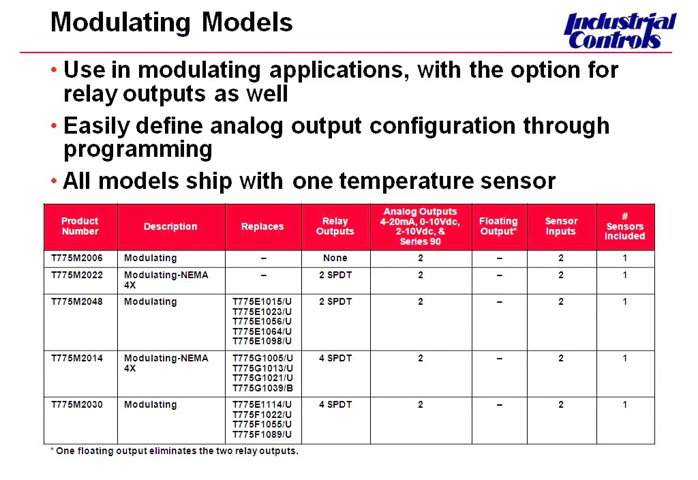 Modulating Models
Industrial
Controls
• Use in modulating applications, with the option for
relay outputs as well
• Easily define analog output configuration through
programming
• All models ship with one temperature sensor
Product Number | Description | Replaces | Relay Outputs | Analog Outputs 4-20mA, 0-10Vdc, 2-10Vdc, & Series 90 | Floating Output* | Sensor Inputs | # Sensors Included
T775M2006 | Modulating | – | None | 2 | – | 2 | 1
T775M2022 | Modulating-NEMA 4X | – | 2 SPDT | 2 | – | 2 | 1
T775M2048 | Modulating | T775E1015/U T775E1023/U T775E1056/U T775E1064/U T775E1098/U | 2 SPDT | 2 | – | 2 | 1
T775M2014 | Modulating-NEMA 4X | T775G1005/U T775G1013/U T775G1021/U T775G1039/B | 4 SPDT | 2 | – | 2 | 1
T775M2030 | Modulating | T775E1114/U T775F1022/U T775F1055/U T775F1089/U | 4 SPDT | 2 | – | 2 | 1
* One floating output eliminates the two relay outputs.